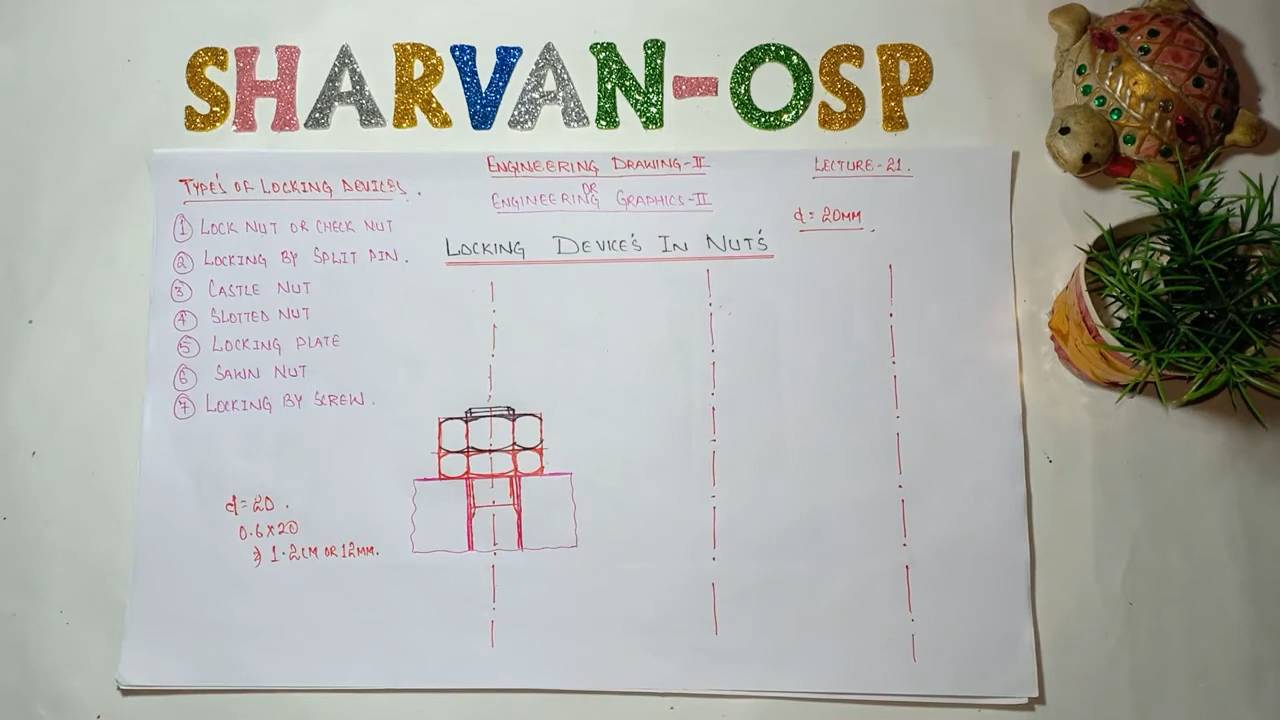 SHARVAN-OSP
ENGINEERING DRAWING-II
OR
ENGINEERING GRAPHICS-II
LECTURE-21.
TYPE'S OF LOCKING DEVICES.
d = 20MM.
LOCKING DEVICE'S IN NUT'S
① LOCK NUT OR CHECK NUT
② LOCKING BY SPLIT PIN.
③ CASTLE NUT
④ SLOTTED NUT
⑤ LOCKING PLATE
⑥ SAWN NUT
⑦ LOCKING BY SCREW.
d = 20.
0.6 X 20
⇒ 1.2CM OR 12MM.